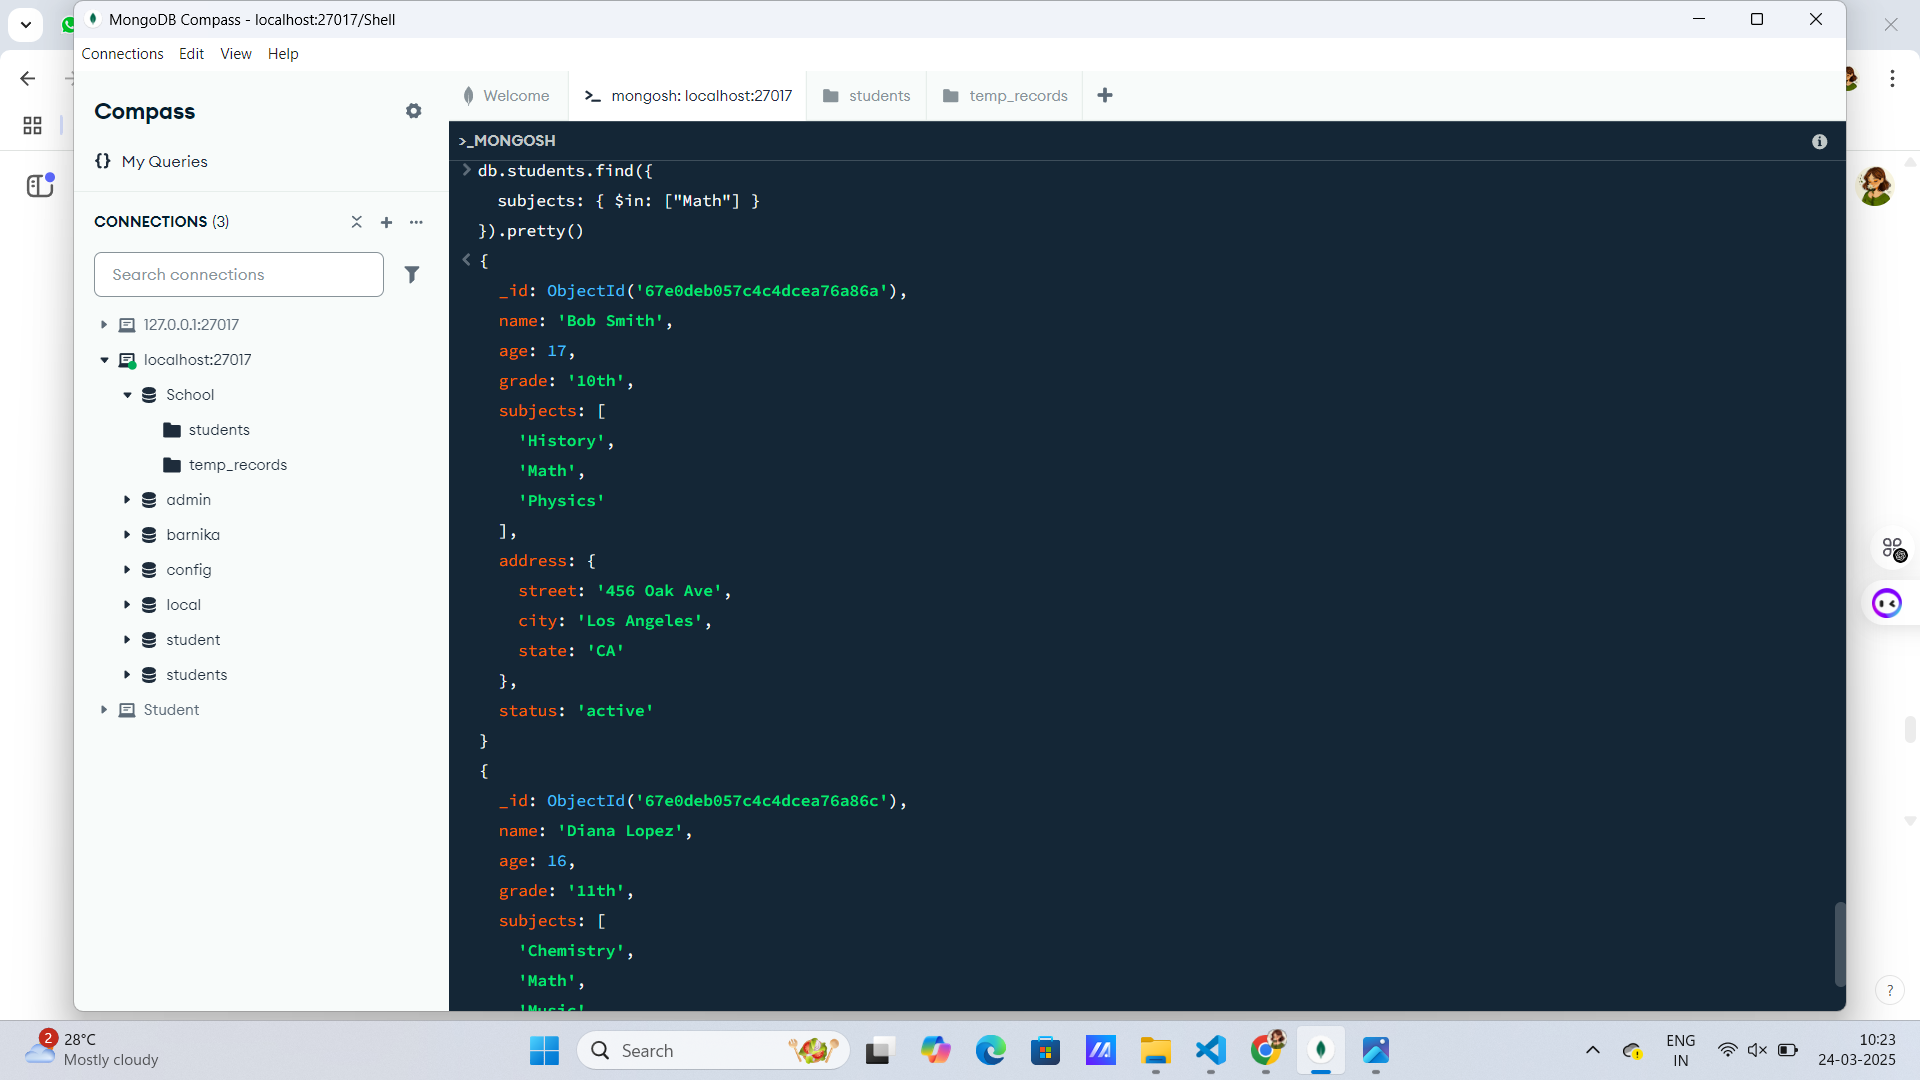 MongoDB Compass - localhost:27017/Shell
Connections Edit View Help
Compass
My Queries
CONNECTIONS (3)
Search connections
127.0.0.1:27017
localhost:27017
School
students
temp_records
admin
barnika
config
local
student
students
Student
Welcome
>_ mongosh: localhost:27017
students
temp_records
>_MONGOSH
> db.students.find({
subjects: { $in: ["Math"] }
}).pretty()
< {
_id: ObjectId('67e0deb057c4c4dcea76a86a'),
name: 'Bob Smith',
age: 17,
grade: '10th',
subjects: [
'History',
'Math',
'Physics'
],
address: {
street: '456 Oak Ave',
city: 'Los Angeles',
state: 'CA'
},
status: 'active'
}
{
_id: ObjectId('67e0deb057c4c4dcea76a86c'),
name: 'Diana Lopez',
age: 16,
grade: '11th',
subjects: [
'Chemistry',
'Math',
'Music'
?
2
28°C
Mostly cloudy
Search
ENG
IN
10:23
24-03-2025